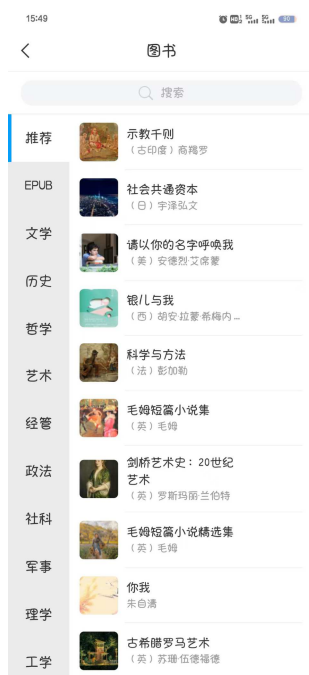 15:49
HD 5G 5G 80
图书
搜索
推荐
EPUB
文学
历史
哲学
艺术
经管
政法
社科
军事
理学
工学
示教千则
（古印度）商羯罗
社会共通资本
（日）宇泽弘文
请以你的名字呼唤我
（美）安德烈·艾席蒙
银儿与我
（西）胡安·拉蒙·希梅内...
科学与方法
（法）彭加勒
毛姆短篇小说集
（英）毛姆
剑桥艺术史：20世纪
艺术
（英）罗斯玛丽·兰伯特
毛姆短篇小说精选集
（英）毛姆
你我
朱自清
古希腊罗马艺术
（英）苏珊·伍德福德